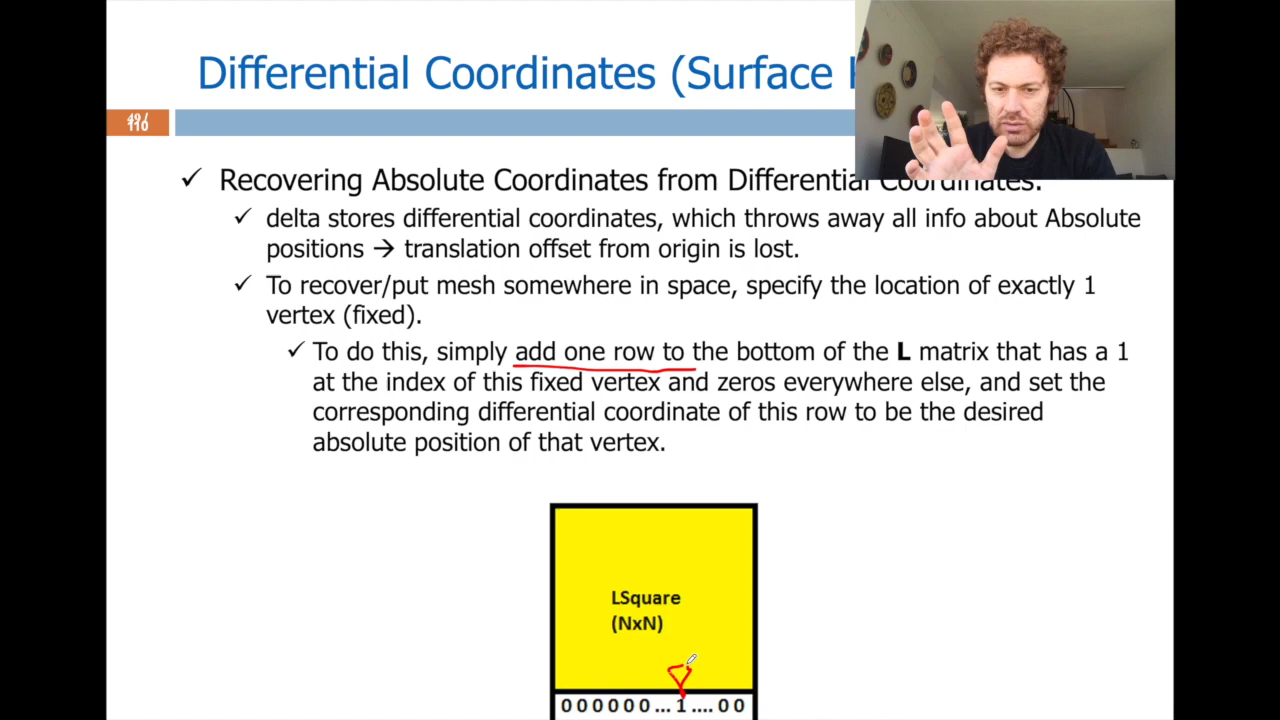 Differential Coordinates (Surface
Recovering Absolute Coordinates from Differential Coordinates.
delta stores differential coordinates, which throws away all info about Absolute
positions → translation offset from origin is lost.
To recover/put mesh somewhere in space, specify the location of exactly 1
vertex (fixed).
To do this, simply add one row to the bottom of the L matrix that has a 1
at the index of this fixed vertex and zeros everywhere else, and set the
corresponding differential coordinate of this row to be the desired
absolute position of that vertex.
LSquare
(NxN)
0 0 0 0 0 0 ... 1 .... 0 0